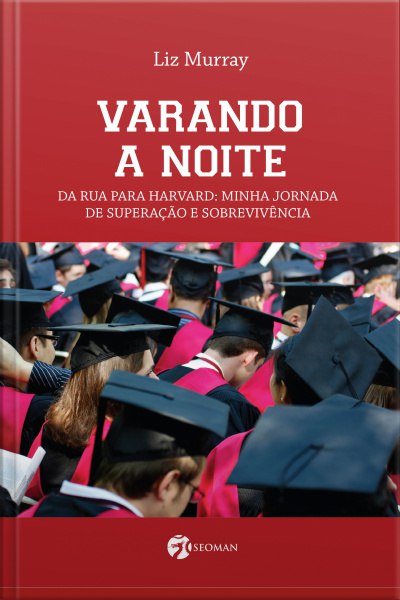 Liz Murray
VARANDO
A NOITE
DA RUA PARA HARVARD: MINHA JORNADA
DE SUPERAÇÃO E SOBREVIVÊNCIA
SEOMAN